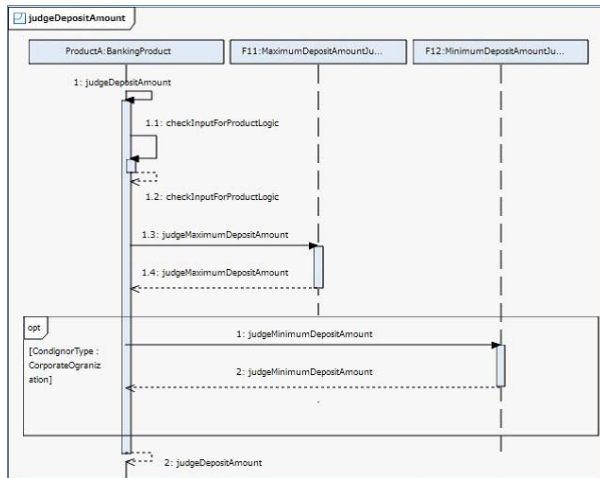 judgeDepositAmount
ProductA:BankingProduct
F11:MaximumDepositAmountJu...
F12:MinimumDepositAmountJu...
1: judgeDepositAmount
1.1: checkInputForProductLogic
1.2: checkInputForProductLogic
1.3: judgeMaximumDepositAmount
1.4: judgeMaximumDepositAmount
opt
1: judgeMinimumDepositAmount
[CondignorType :
CorporateOgraniz
ation]
2: judgeMinimumDepositAmount
2: judgeDepositAmount